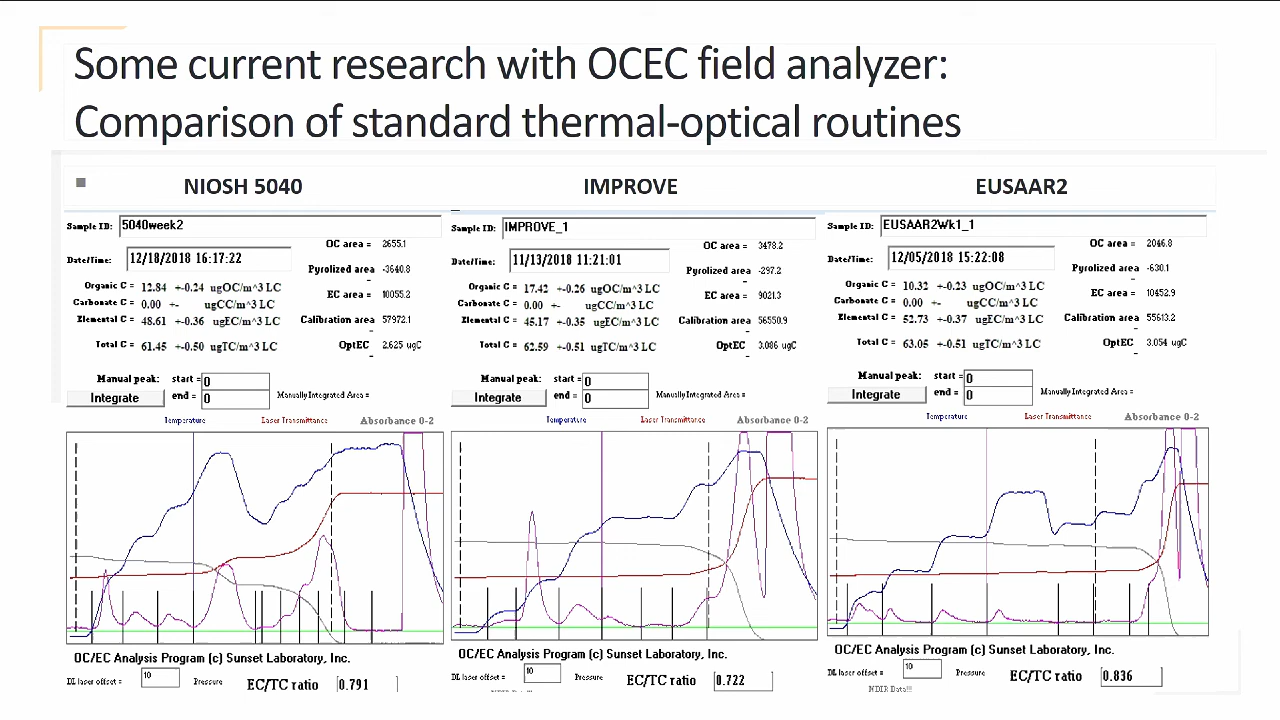 Some current research with OCEC field analyzer:
Comparison of standard thermal-optical routines
NIOSH 5040
Sample ID: 5040week2
OC area = 2655.1
Date/Time: 12/18/2018 16:17:22
Pyrolized area -3640.8
Organic C = 12.84 +-0.24 ugOC/m^3 LC
Carbonate C = 0.00 +- ugCC/m^3 LC
EC area = 10055.2
Elemental C = 48.61 +-0.36 ugEC/m^3 LC
Calibration area 57972.1
Total C = 61.45 +-0.50 ugTC/m^3 LC
OptEC = 2.625 ugC
Manual peak: start = 0
Integrate end = 0 Manually Integrated Area =
Temperature Laser Transmittance Absorbance 0-2
OC/EC Analysis Program (c) Sunset Laboratory, Inc.
DL laser offset = 10 Pressure EC/TC ratio 0.791
IMPROVE
Sample ID: IMPROVE_1
OC area = 3478.2
Date/Time: 11/13/2018 11:21:01
Pyrolized area -297.2
Organic C = 17.42 +-0.26 ugOC/m^3 LC
Carbonate C = 0.00 +- ugCC/m^3 LC
EC area = 9021.3
Elemental C = 45.17 +-0.35 ugEC/m^3 LC
Calibration area 56550.9
Total C = 62.59 +-0.51 ugTC/m^3 LC
OptEC = 3.086 ugC
Manual peak: start = 0
Integrate end = 0 Manually Integrated Area =
Temperature Laser Transmittance Absorbance 0-2
OC/EC Analysis Program (c) Sunset Laboratory, Inc.
DL laser offset = 10 Pressure EC/TC ratio 0.722
EUSAAR2
Sample ID: EUSAAR2Wk1_1
OC area = 2046.8
Date/Time: 12/05/2018 15:22:08
Pyrolized area -630.1
Organic C = 10.32 +-0.23 ugOC/m^3 LC
Carbonate C = 0.00 +- ugCC/m^3 LC
EC area = 10452.9
Elemental C = 52.73 +-0.37 ugEC/m^3 LC
Calibration area 55613.2
Total C = 63.05 +-0.51 ugTC/m^3 LC
OptEC = 3.054 ugC
Manual peak: start = 0
Integrate end = 0 Manually Integrated Area =
Temperature Laser Transmittance Absorbance 0-2
OC/EC Analysis Program (c) Sunset Laboratory, Inc.
DL laser offset = 10 Pressure EC/TC ratio 0.836
NDIR Data!!!